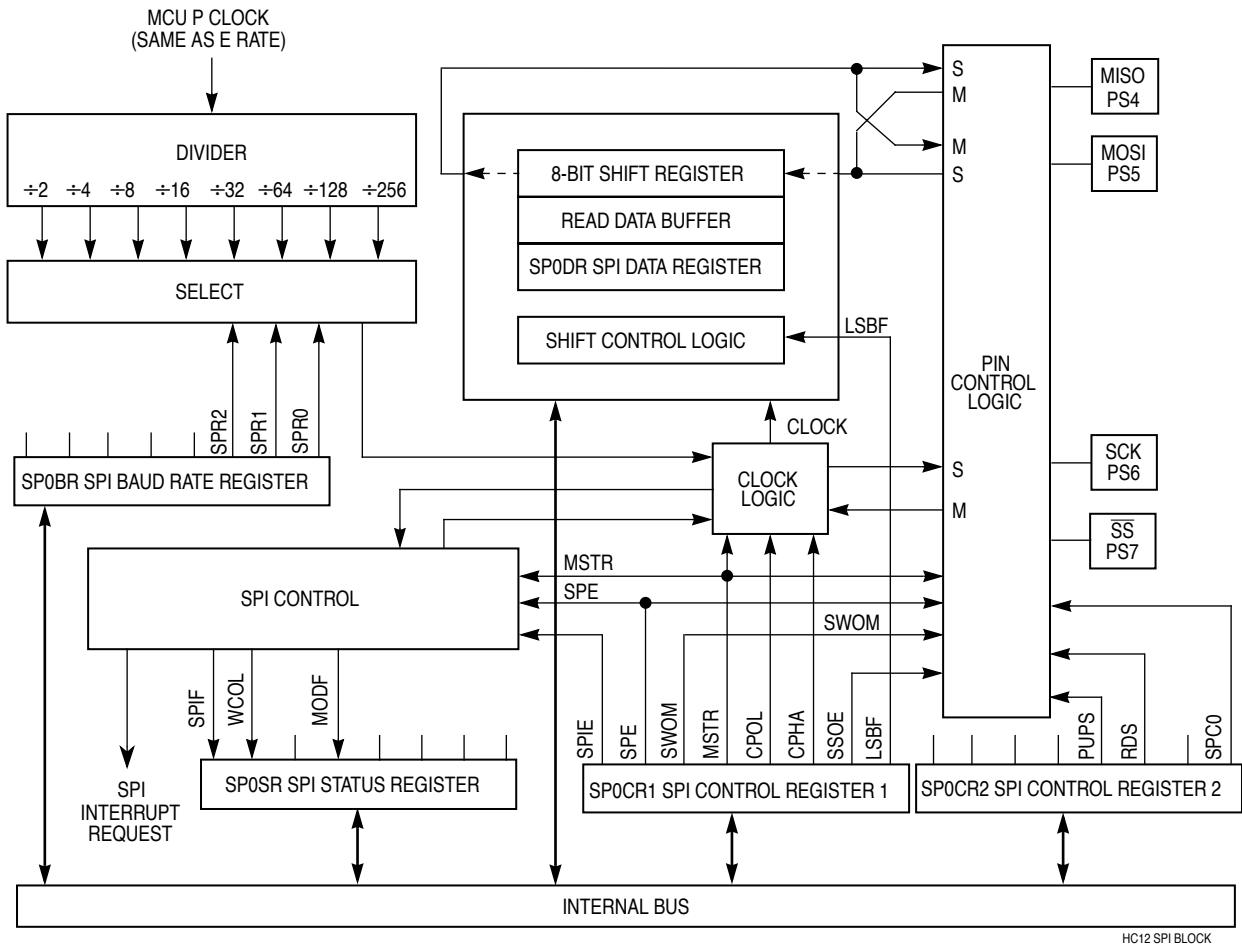 MCU P CLOCK
(SAME AS E RATE)
DIVIDER
÷2 ÷4 ÷8 ÷16 ÷32 ÷64 ÷128 ÷256
SELECT
SPR2
SPR1
SPR0
SP0BR SPI BAUD RATE REGISTER
8-BIT SHIFT REGISTER
READ DATA BUFFER
SP0DR SPI DATA REGISTER
SHIFT CONTROL LOGIC
LSBF
CLOCK
CLOCK
LOGIC
S
M
M
S
S
M
PIN
CONTROL
LOGIC
MISO
PS4
MOSI
PS5
SCK
PS6
SS
PS7
SPI CONTROL
MSTR
SPE
SWOM
SPIF
WCOL
MODF
SPI
INTERRUPT
REQUEST
SP0SR SPI STATUS REGISTER
SPIE
SPE
SWOM
MSTR
CPOL
CPHA
SSOE
LSBF
SP0CR1 SPI CONTROL REGISTER 1
PUPS
RDS
SPC0
SP0CR2 SPI CONTROL REGISTER 2
INTERNAL BUS
HC12 SPI BLOCK